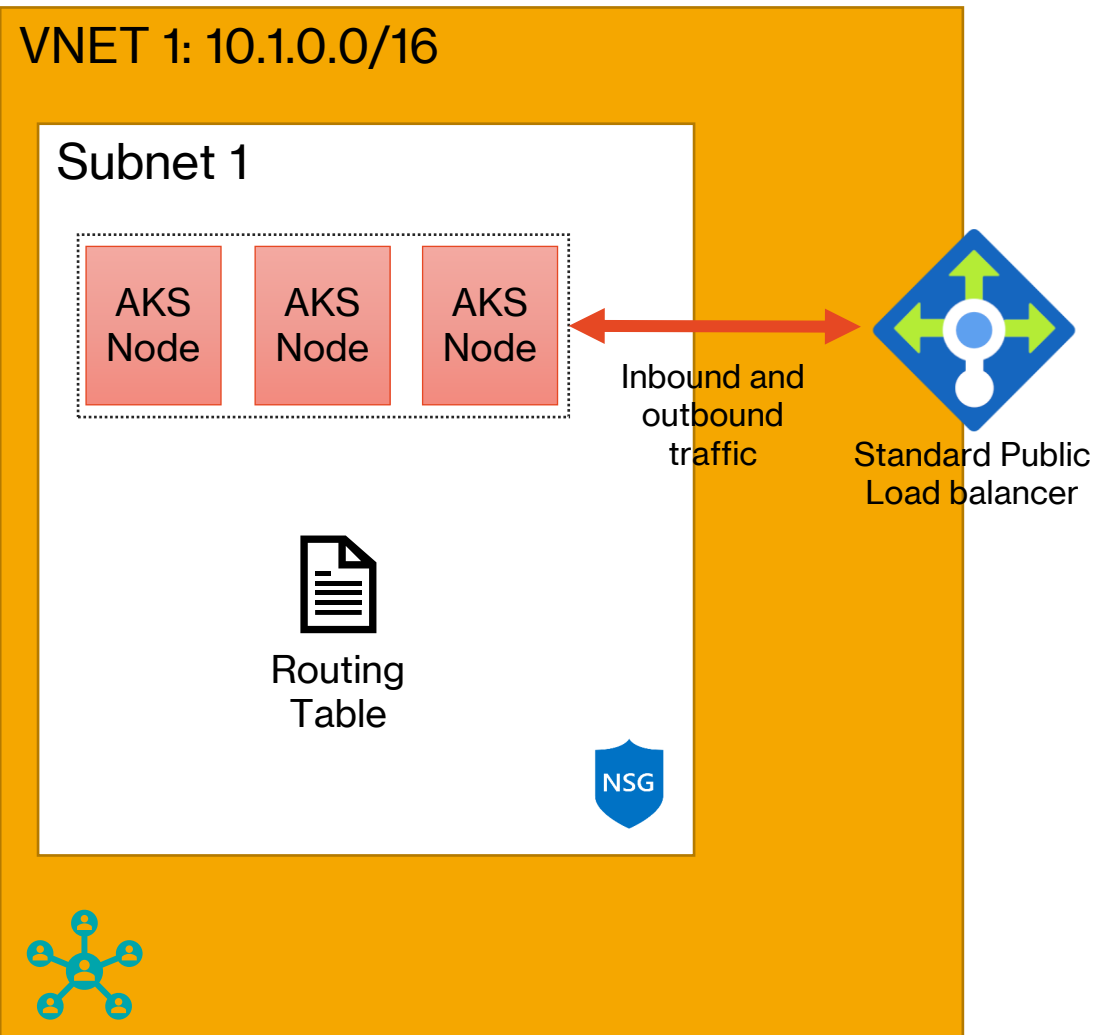 VNET 1: 10.1.0.0/16
Subnet 1
AKS
Node
AKS
Node
AKS
Node
Inbound and
outbound
traffic
Standard Public
Load balancer
Routing
Table
NSG